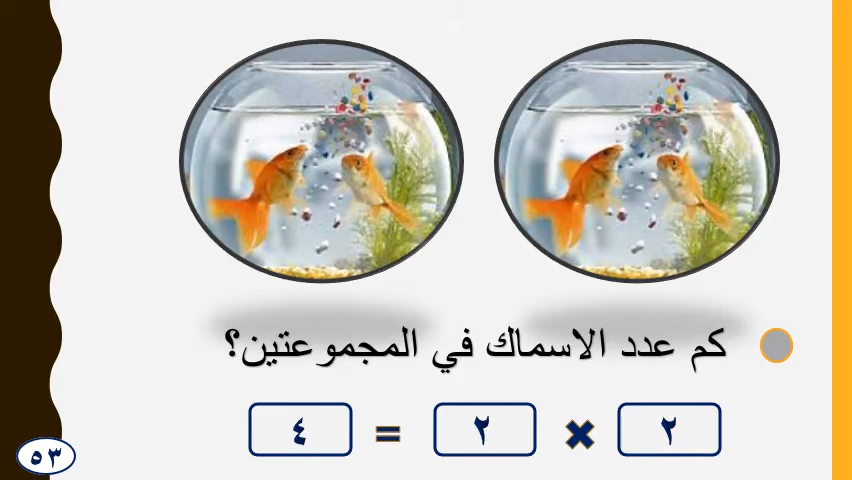 كم عدد الاسماك في المجموعتين؟
٢ × ٢ = ٤
٥٣